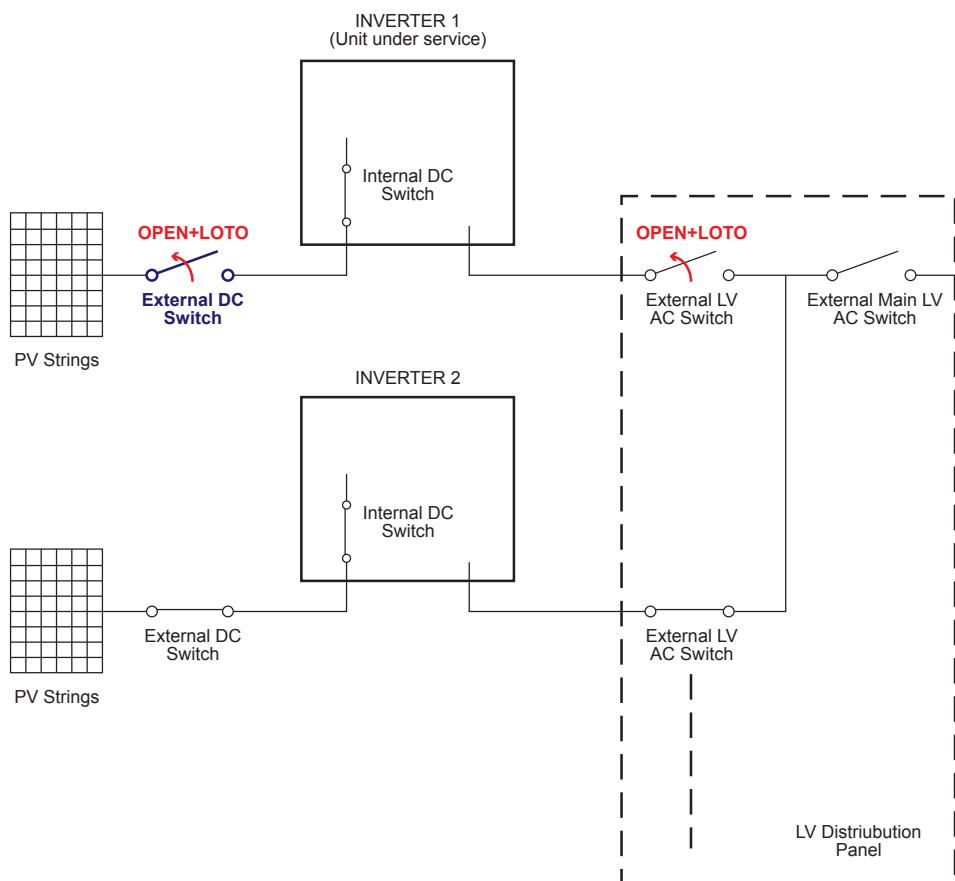 INVERTER 1
(Unit under service)
Internal DC
Switch
OPEN+LOTO
OPEN+LOTO
External DC
Switch
External LV
AC Switch
External Main LV
AC Switch
PV Strings
INVERTER 2
Internal DC
Switch
External DC
Switch
External LV
AC Switch
PV Strings
LV Distriubution
Panel